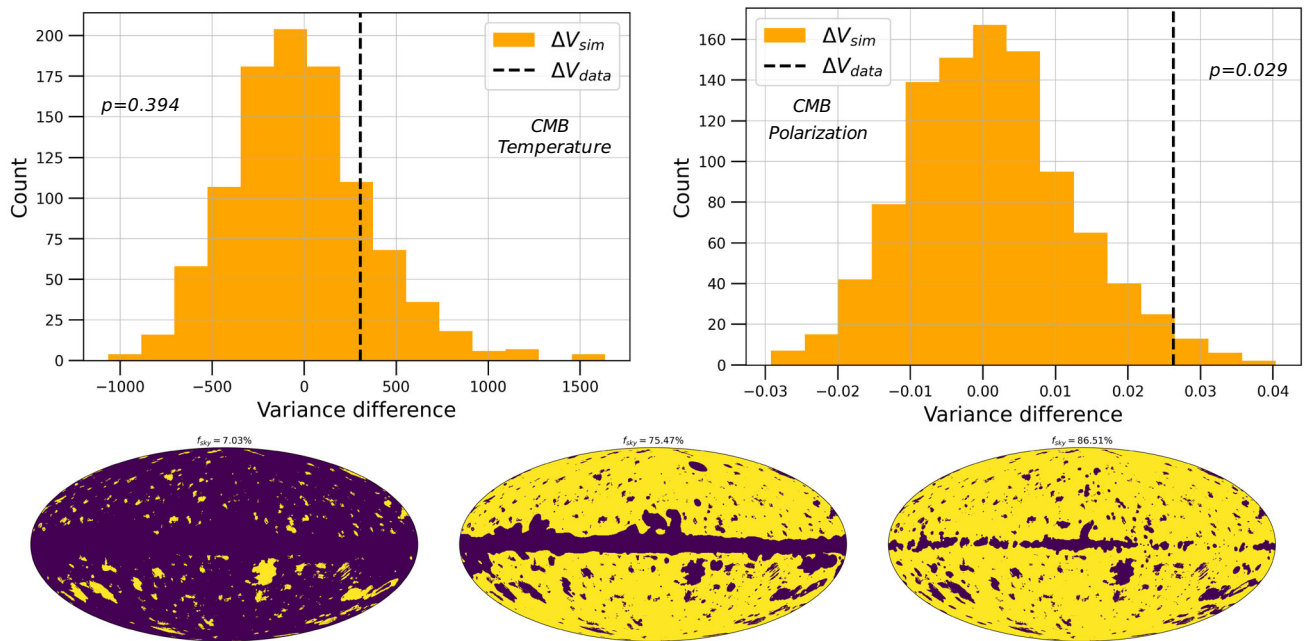 200
175
150
125
100
75
50
25
0
Count
ΔV_sim
ΔV_data
p=0.394
CMB
Temperature
−1000
−500
0
500
1000
1500
Variance difference
160
140
120
100
80
60
40
20
0
Count
ΔV_sim
ΔV_data
p=0.029
CMB
Polarization
−0.03
−0.02
−0.01
0.00
0.01
0.02
0.03
0.04
Variance difference
f_sky = 7.03%
f_sky = 75.47%
f_sky = 86.51%